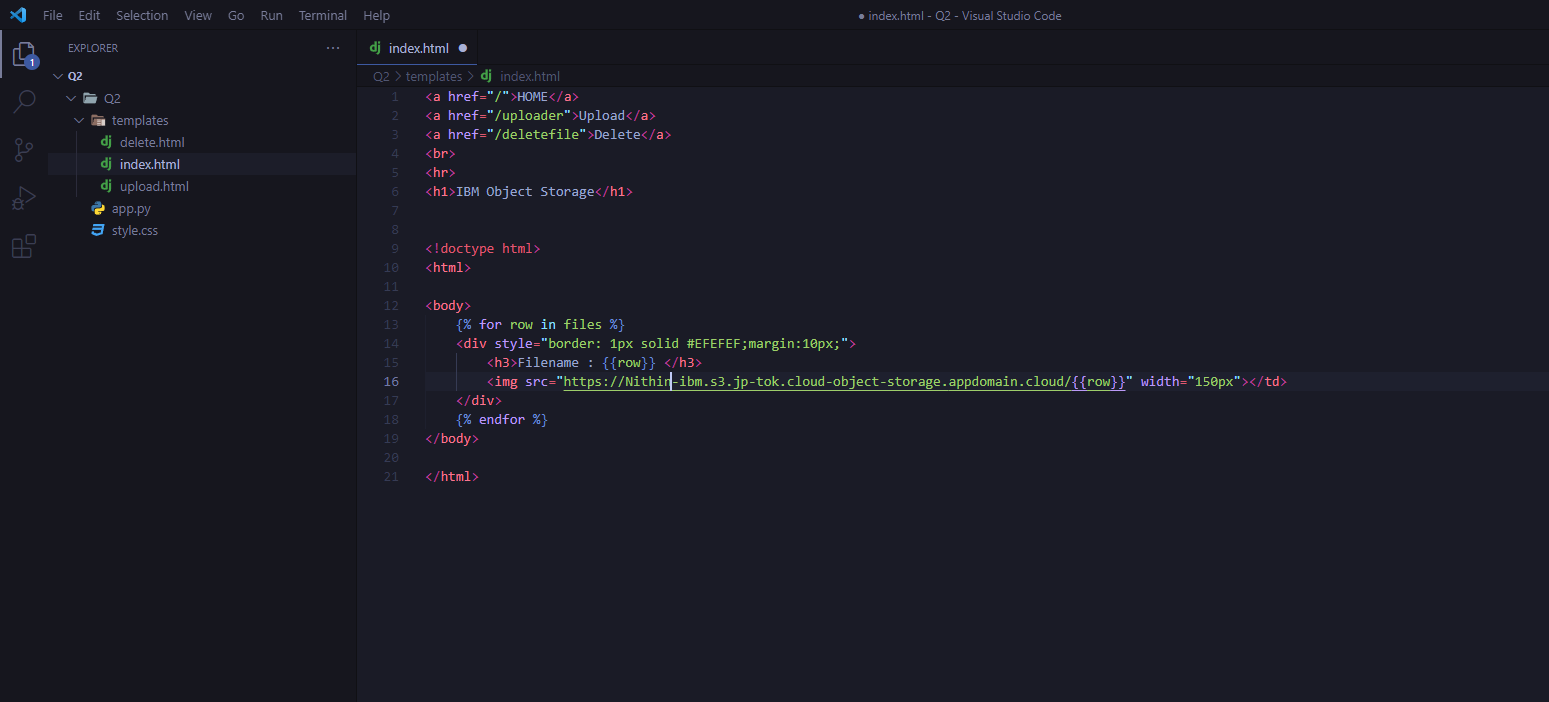 File Edit Selection View Go Run Terminal Help
● index.html - Q2 - Visual Studio Code
1
EXPLORER ···
Q2
Q2
templates
delete.html
index.html
upload.html
app.py
style.css
dj index.html ●
Q2 > templates > dj index.html
1 <a href="/">HOME</a>
2 <a href="/uploader">Upload</a>
3 <a href="/deletefile">Delete</a>
4 <br>
5 <hr>
6 <h1>IBM Object Storage</h1>
7
8
9 <!doctype html>
10 <html>
11
12 <body>
13     {% for row in files %}
14     <div style="border: 1px solid #EFEFEF;margin:10px;">
15         <h3>Filename : {{row}} </h3>
16         <img src="https://Nithin-ibm.s3.jp-tok.cloud-object-storage.appdomain.cloud/{{row}}" width="150px"></td>
17     </div>
18     {% endfor %}
19 </body>
20
21 </html>